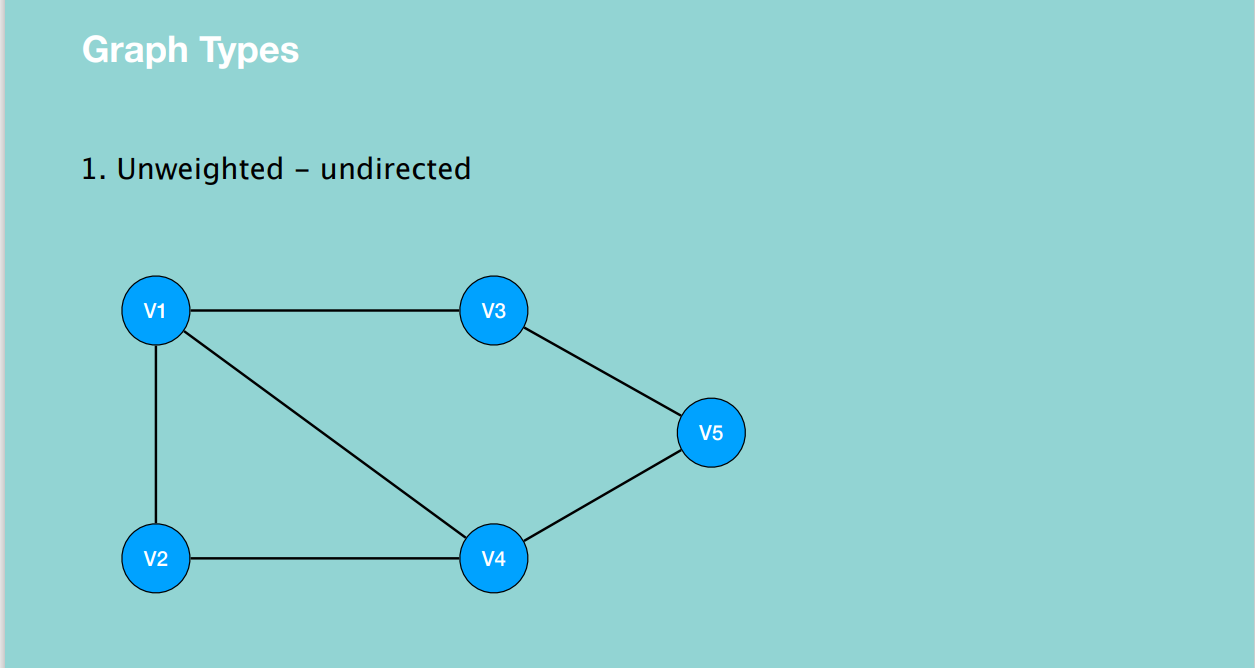 Graph Types
1. Unweighted – undirected
V1
V3
V5
V2
V4